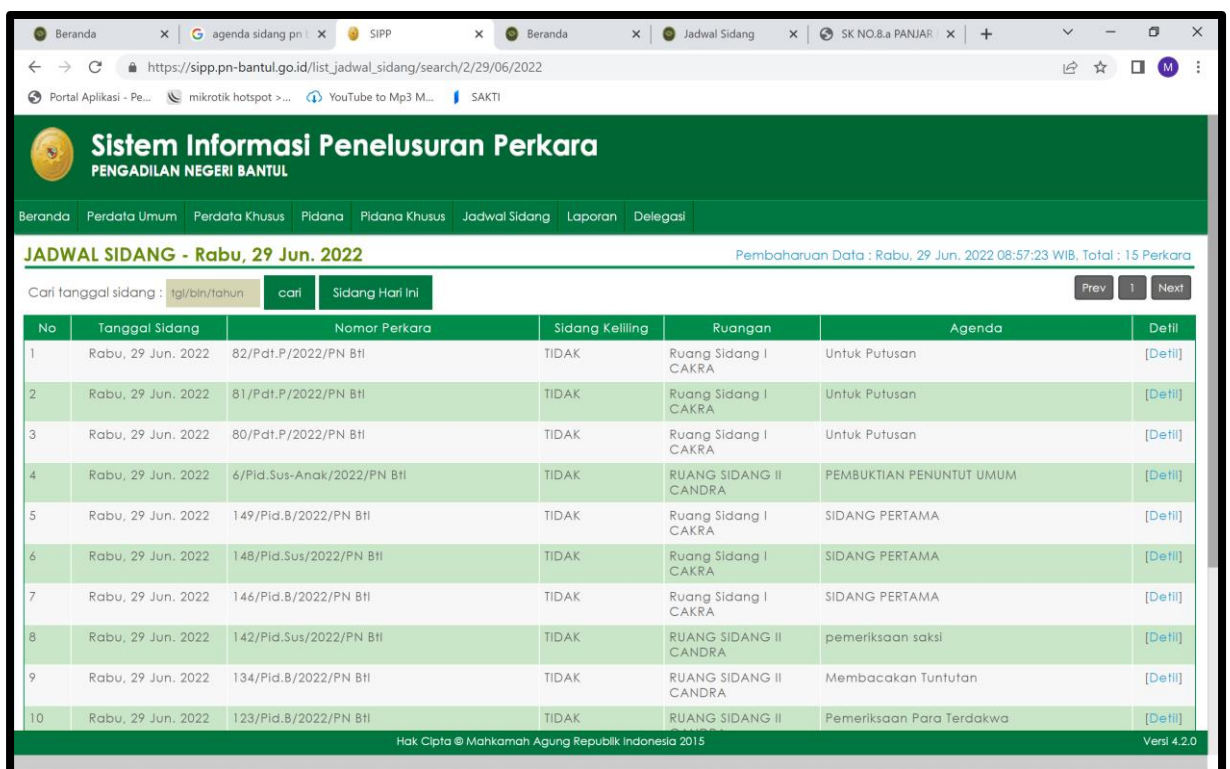 Beranda
agenda sidang pn
SIPP
Beranda
Jadwal Sidang
SK NO.8.a PANJAR
https://sipp.pn-bantul.go.id/list_jadwal_sidang/search/2/29/06/2022
M
Portal Aplikasi - Pe...
mikrotik hotspot >...
YouTube to Mp3 M...
SAKTI
Sistem Informasi Penelusuran Perkara
PENGADILAN NEGERI BANTUL
Beranda Perdata Umum Perdata Khusus Pidana Pidana Khusus Jadwal Sidang Laporan Delegasi
JADWAL SIDANG - Rabu, 29 Jun. 2022
Pembaharuan Data : Rabu, 29 Jun. 2022 08:57:23 WIB, Total : 15 Perkara
Cari tanggal sidang : tgl/bln/tahun cari Sidang Hari Ini
Prev 1 Next
No Tanggal Sidang Nomor Perkara Sidang Keliling Ruangan Agenda Detil
1 Rabu, 29 Jun. 2022 82/Pdt.P/2022/PN Btl TIDAK Ruang Sidang I Untuk Putusan [Detil]
CAKRA
2 Rabu, 29 Jun. 2022 81/Pdt.P/2022/PN Btl TIDAK Ruang Sidang I Untuk Putusan [Detil]
CAKRA
3 Rabu, 29 Jun. 2022 80/Pdt.P/2022/PN Btl TIDAK Ruang Sidang I Untuk Putusan [Detil]
CAKRA
4 Rabu, 29 Jun. 2022 6/Pid.Sus-Anak/2022/PN Btl TIDAK RUANG SIDANG II PEMBUKTIAN PENUNTUT UMUM [Detil]
CANDRA
5 Rabu, 29 Jun. 2022 149/Pid.B/2022/PN Btl TIDAK Ruang Sidang I SIDANG PERTAMA [Detil]
CAKRA
6 Rabu, 29 Jun. 2022 148/Pid.Sus/2022/PN Btl TIDAK Ruang Sidang I SIDANG PERTAMA [Detil]
CAKRA
7 Rabu, 29 Jun. 2022 146/Pid.B/2022/PN Btl TIDAK Ruang Sidang I SIDANG PERTAMA [Detil]
CAKRA
8 Rabu, 29 Jun. 2022 142/Pid.Sus/2022/PN Btl TIDAK RUANG SIDANG II pemeriksaan saksi [Detil]
CANDRA
9 Rabu, 29 Jun. 2022 134/Pid.B/2022/PN Btl TIDAK RUANG SIDANG II Membacakan Tuntutan [Detil]
CANDRA
10 Rabu, 29 Jun. 2022 123/Pid.B/2022/PN Btl TIDAK RUANG SIDANG II Pemeriksaan Para Terdakwa [Detil]
Hak Cipta © Mahkamah Agung Republik Indonesia 2015
Versi 4.2.0